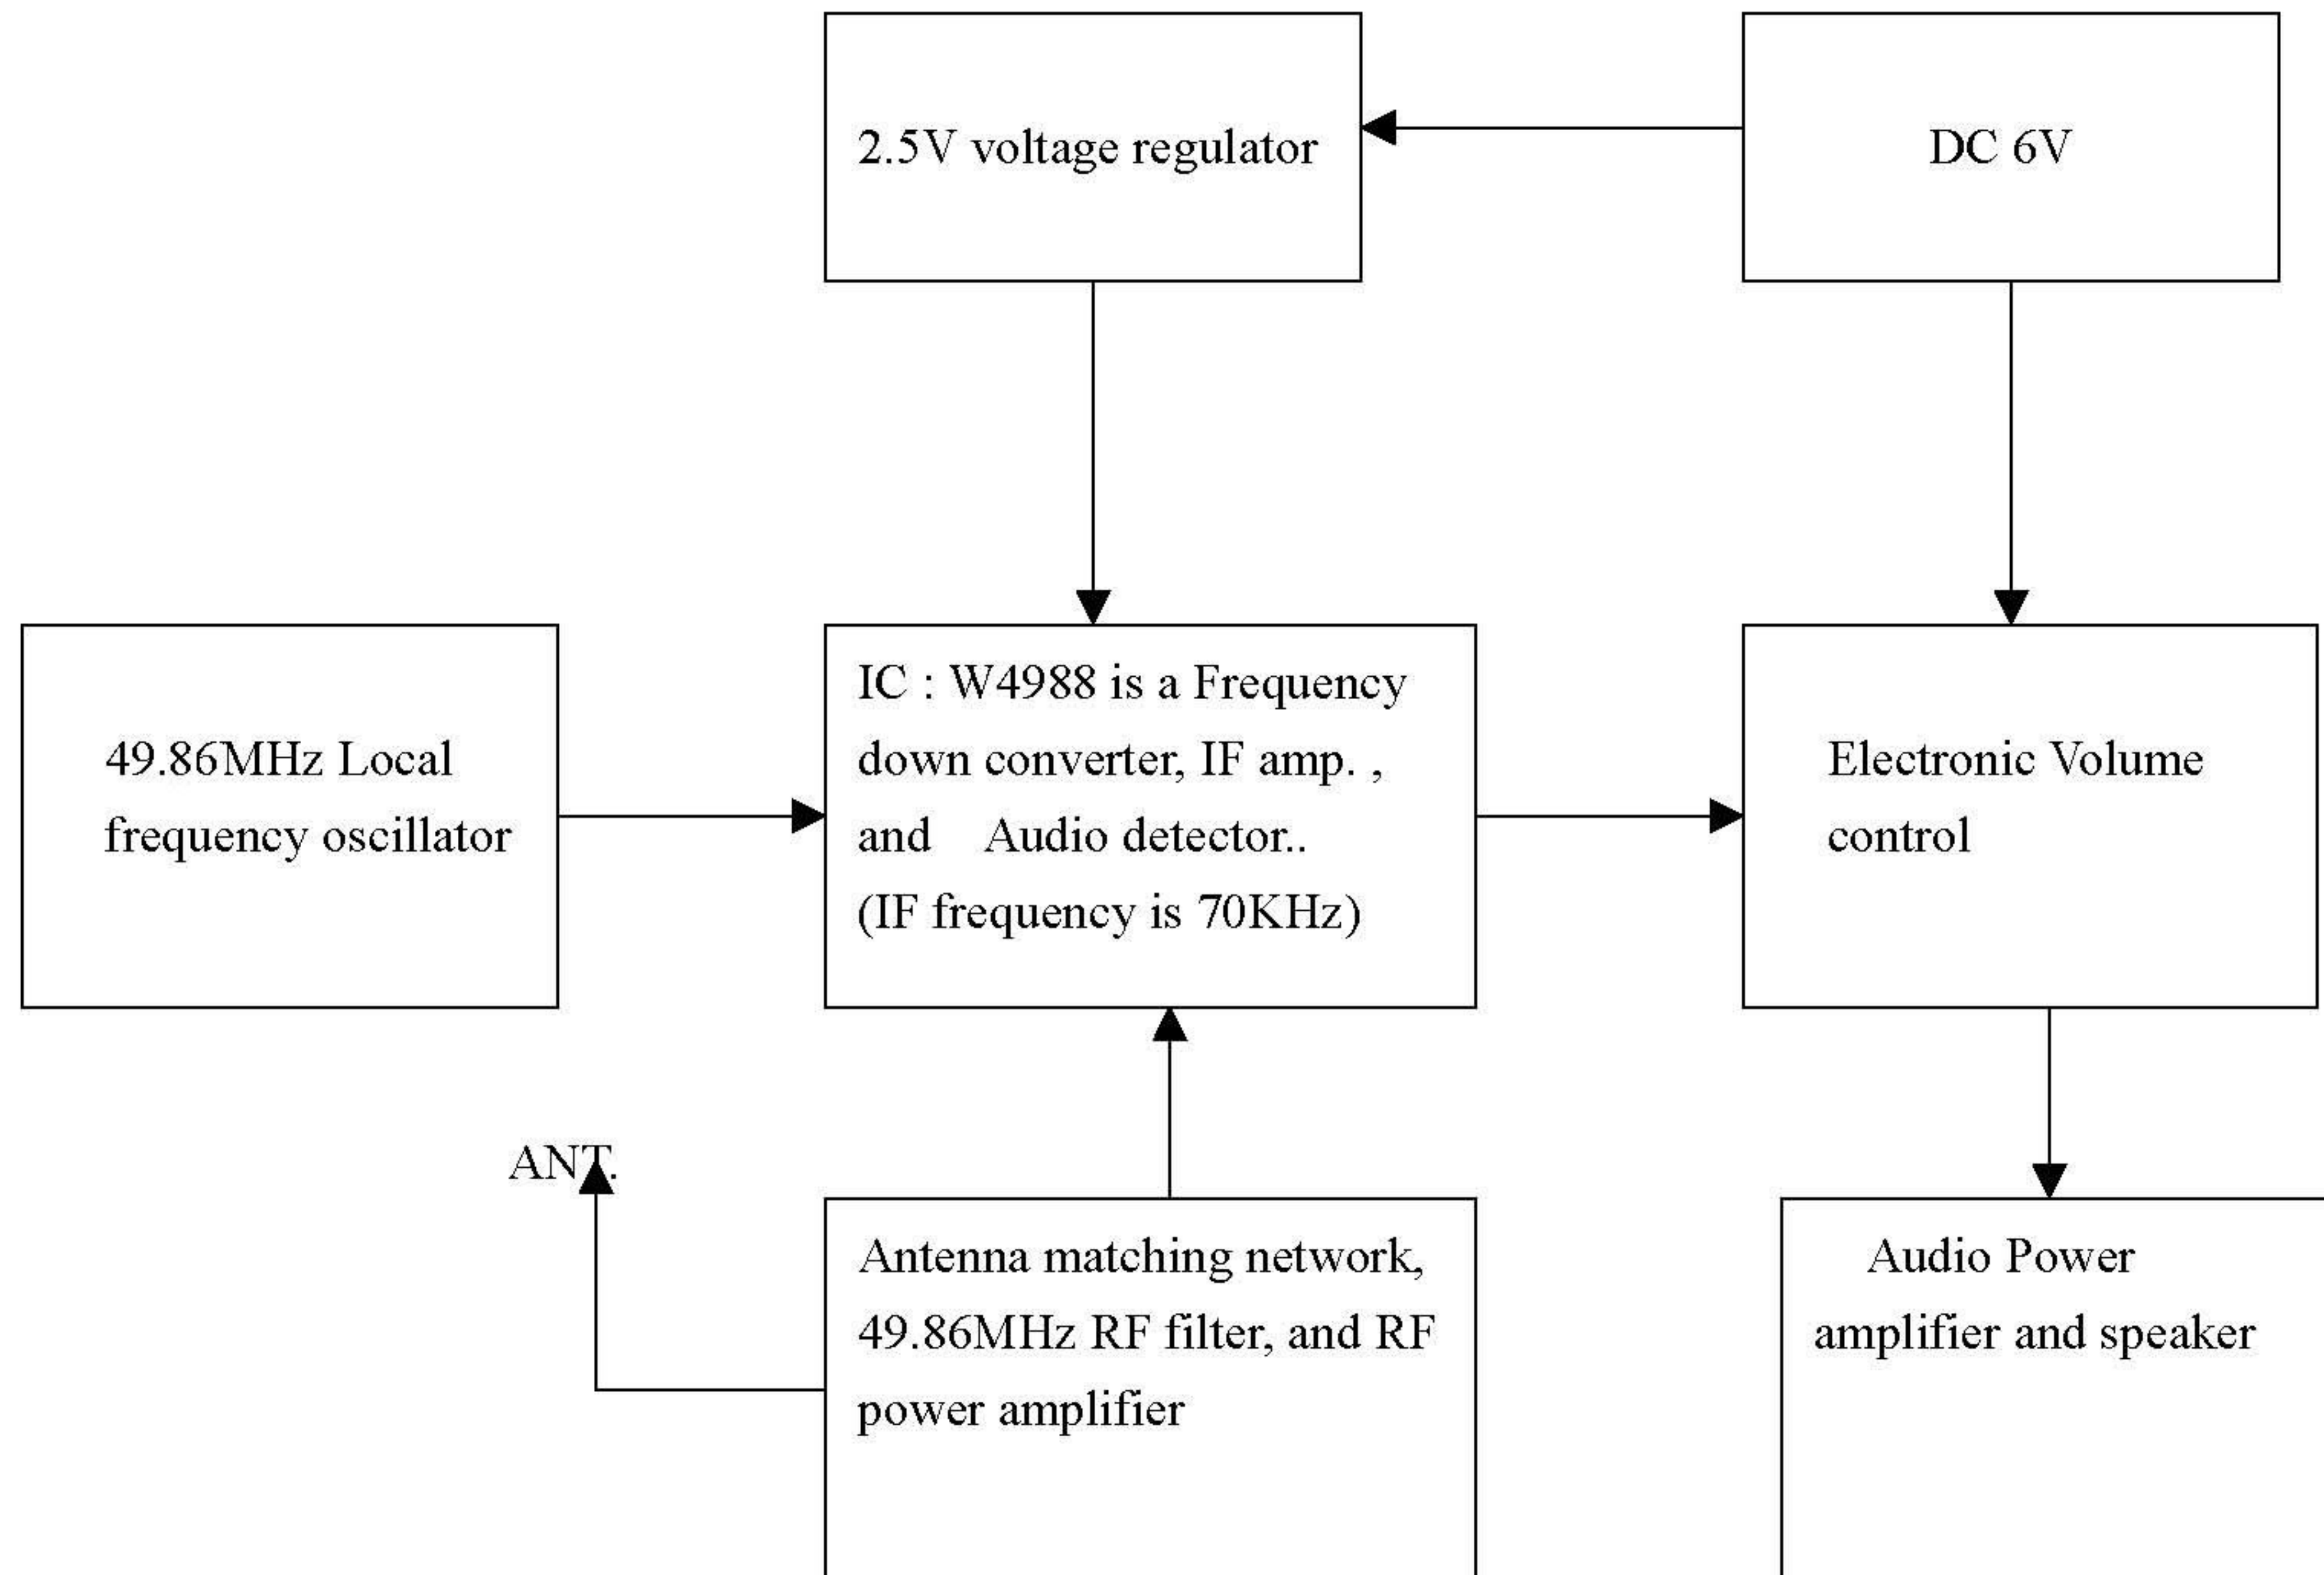 2.5V voltage regulator
DC 6V
49.86MHz Local
frequency oscillator
IC : W4988 is a Frequency
down converter, IF amp. ,
and    Audio detector..
(IF frequency is 70KHz)
Electronic Volume
control
ANT.
Antenna matching network,
49.86MHz RF filter, and RF
power amplifier
Audio Power
amplifier and speaker